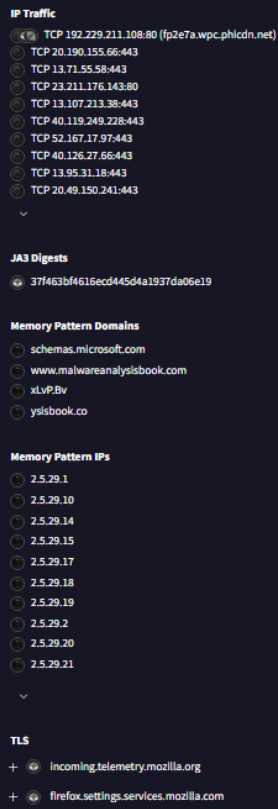 IP Traffic
TCP 192.229.211.108:80 (fp2e7a.wpc.phicdn.net)
TCP 20.190.155.66:443
TCP 13.71.55.58:443
TCP 23.211.176.143:80
TCP 13.107.213.38:443
TCP 40.119.249.228:443
TCP 52.167.17.97:443
TCP 40.126.27.66:443
TCP 13.95.31.18:443
TCP 20.49.150.241:443
JA3 Digests
37f463bf4616ecd445d4a1937da06e19
Memory Pattern Domains
schemas.microsoft.com
www.malwareanalysisbook.com
xLvP.Bv
ysisbook.co
Memory Pattern IPs
2.5.29.1
2.5.29.10
2.5.29.14
2.5.29.15
2.5.29.17
2.5.29.18
2.5.29.19
2.5.29.2
2.5.29.20
2.5.29.21
TLS
+ incoming.telemetry.mozilla.org
+ firefox.settings.services.mozilla.com